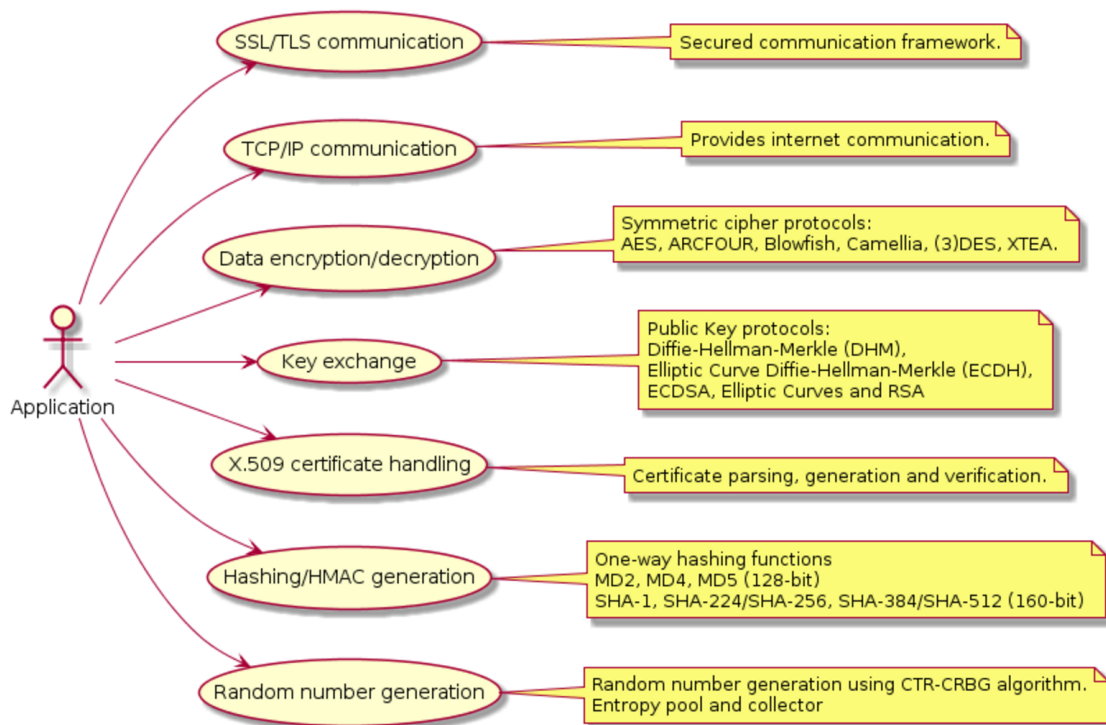 SSL/TLS communication
Secured communication framework.
TCP/IP communication
Provides internet communication.
Data encryption/decryption
Symmetric cipher protocols:
AES, ARCFOUR, Blowfish, Camellia, (3)DES, XTEA.
Application
Key exchange
Public Key protocols:
Diffie-Hellman-Merkle (DHM),
Elliptic Curve Diffie-Hellman-Merkle (ECDH),
ECDSA, Elliptic Curves and RSA
X.509 certificate handling
Certificate parsing, generation and verification.
Hashing/HMAC generation
One-way hashing functions
MD2, MD4, MD5 (128-bit)
SHA-1, SHA-224/SHA-256, SHA-384/SHA-512 (160-bit)
Random number generation
Random number generation using CTR-CRBG algorithm.
Entropy pool and collector